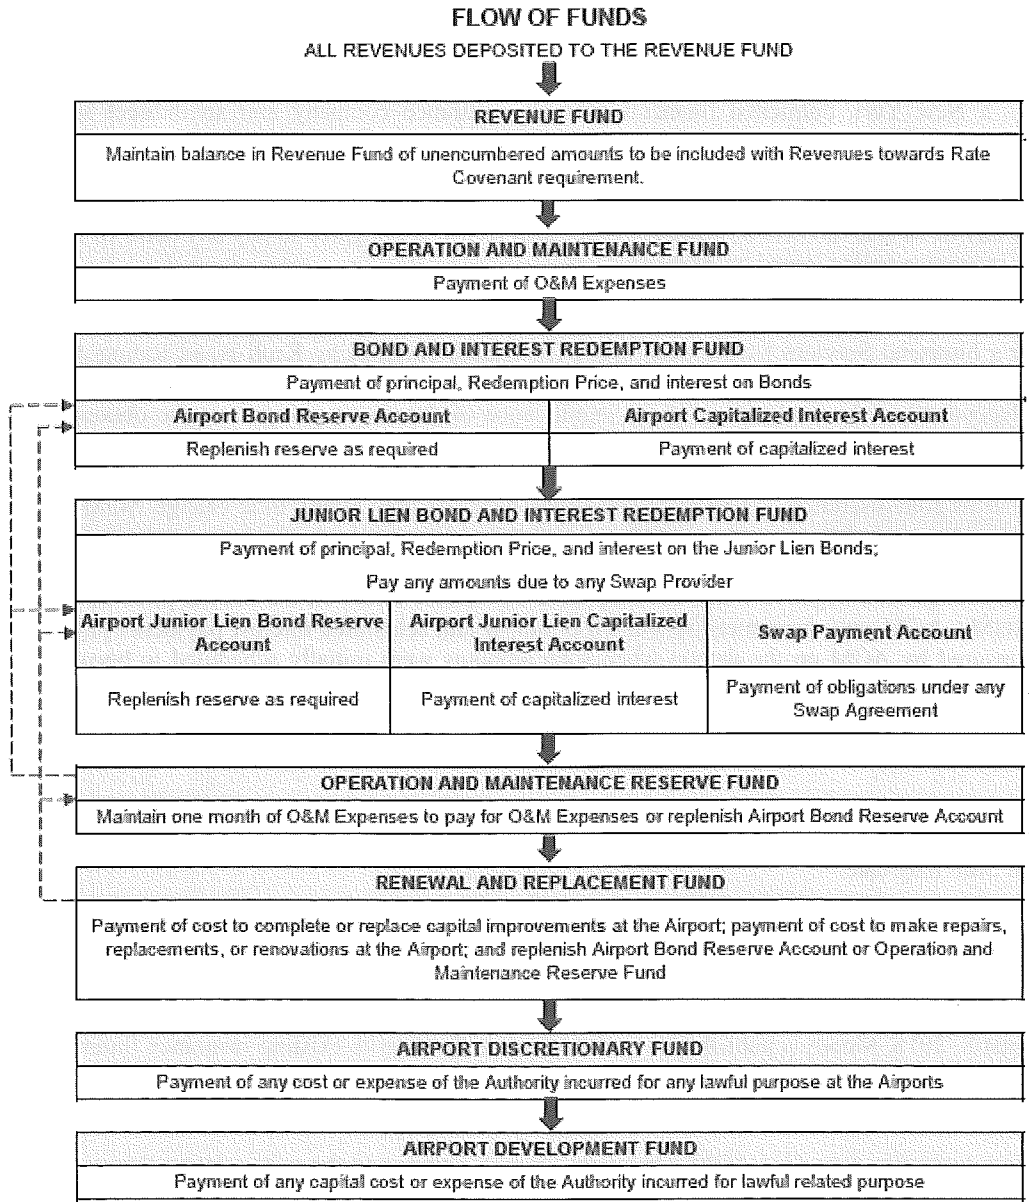 FLOW OF FUNDS
ALL REVENUES DEPOSITED TO THE REVENUE FUND
REVENUE FUND
Maintain balance in Revenue Fund of unencumbered amounts to be included with Revenues towards Rate
Covenant requirement.
OPERATION AND MAINTENANCE FUND
Payment of O&M Expenses
BOND AND INTEREST REDEMPTION FUND
Payment of principal, Redemption Price, and interest on Bonds
Airport Bond Reserve Account
Airport Capitalized Interest Account
Replenish reserve as required
Payment of capitalized interest
JUNIOR LIEN BOND AND INTEREST REDEMPTION FUND
Payment of principal, Redemption Price, and interest on the Junior Lien Bonds;
Pay any amounts due to any Swap Provider
Airport Junior Lien Bond Reserve
Account
Airport Junior Lien Capitalized
Interest Account
Swap Payment Account
Replenish reserve as required
Payment of capitalized interest
Payment of obligations under any
Swap Agreement
OPERATION AND MAINTENANCE RESERVE FUND
Maintain one month of O&M Expenses to pay for O&M Expenses or replenish Airport Bond Reserve Account
RENEWAL AND REPLACEMENT FUND
Payment of cost to complete or replace capital improvements at the Airport; payment of cost to make repairs,
replacements, or renovations at the Airport; and replenish Airport Bond Reserve Account or Operation and
Maintenance Reserve Fund
AIRPORT DISCRETIONARY FUND
Payment of any cost or expense of the Authority incurred for any lawful purpose at the Airports
AIRPORT DEVELOPMENT FUND
Payment of any capital cost or expense of the Authority incurred for lawful related purpose